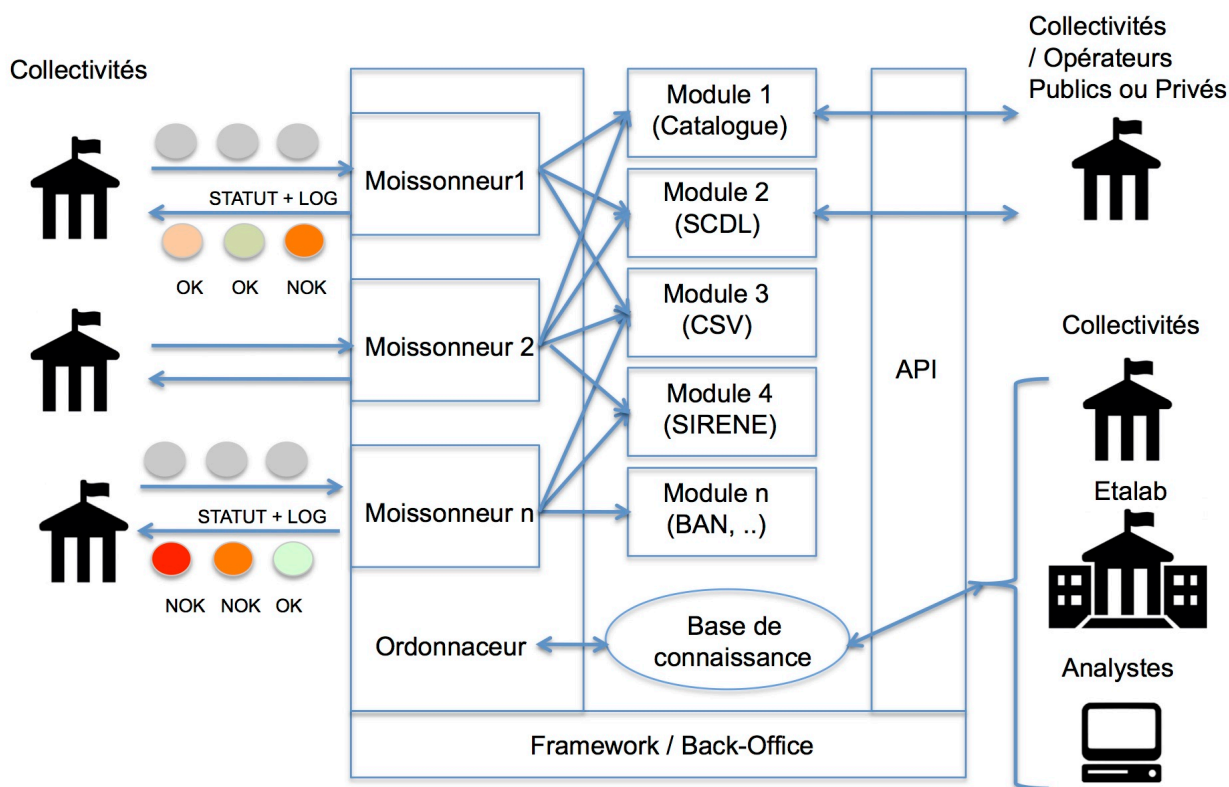 Collectivités
Collectivités
/ Opérateurs
Publics ou Privés
Moissonneur1
STATUT + LOG
OK OK NOK
Moissonneur 2
Moissonneur n
STATUT + LOG
NOK NOK OK
Ordonnaceur
Module 1
(Catalogue)
Module 2
(SCDL)
Module 3
(CSV)
Module 4
(SIRENE)
Module n
(BAN, ..)
Base de
connaissance
API
Framework / Back-Office
Collectivités
Etalab
Analystes